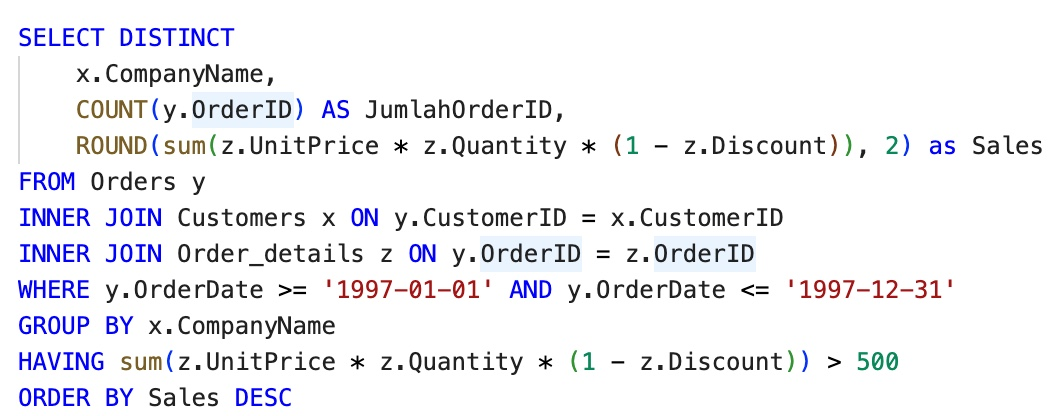 SELECT DISTINCT
x.CompanyName,
COUNT(y.OrderID) AS JumlahOrderID,
ROUND(sum(z.UnitPrice * z.Quantity * (1 - z.Discount)), 2) as Sales
FROM Orders y
INNER JOIN Customers x ON y.CustomerID = x.CustomerID
INNER JOIN Order_details z ON y.OrderID = z.OrderID
WHERE y.OrderDate >= '1997-01-01' AND y.OrderDate <= '1997-12-31'
GROUP BY x.CompanyName
HAVING sum(z.UnitPrice * z.Quantity * (1 - z.Discount)) > 500
ORDER BY Sales DESC